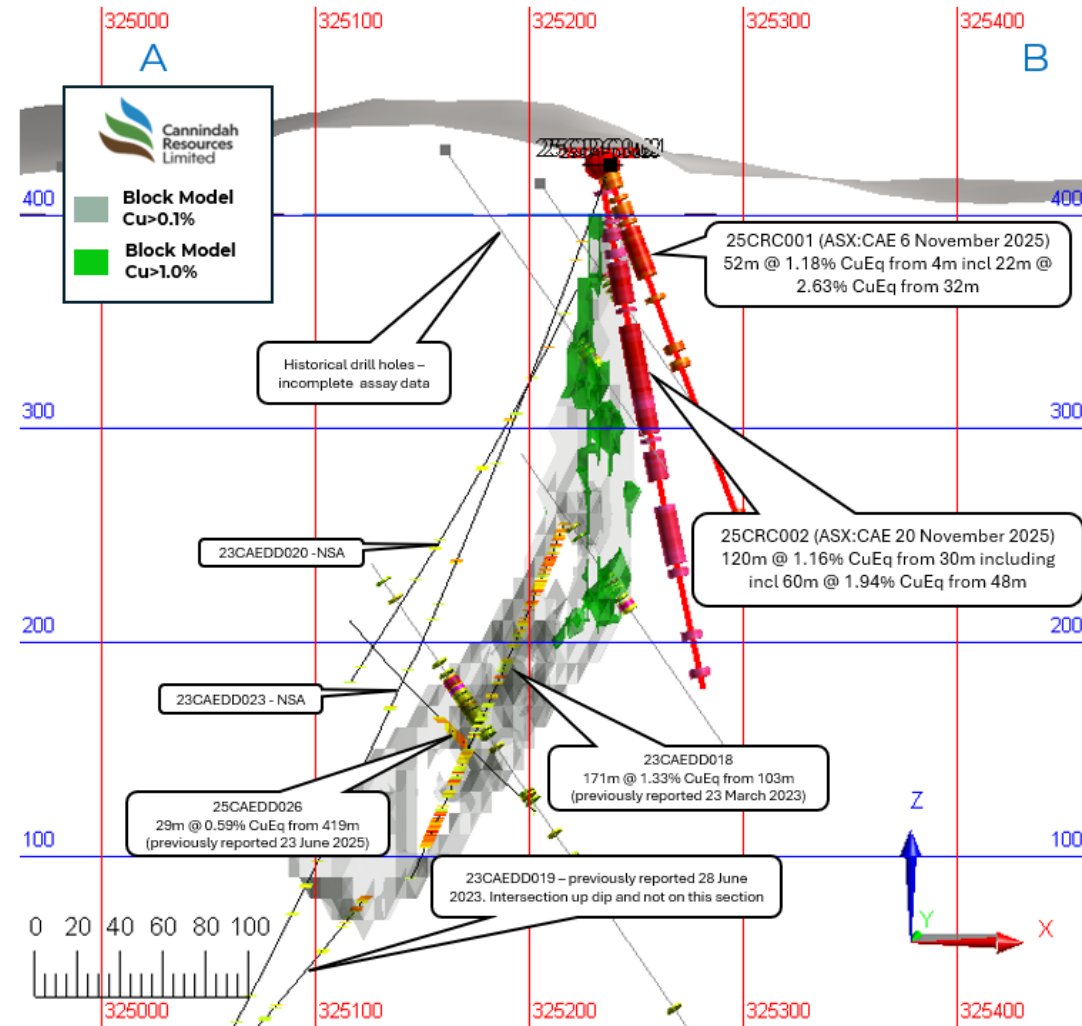 325000
325100
325200
325300
325400
A
B
Cannindah
Resources
Limited
Block Model
Cu>0.1%
Block Model
Cu>1.0%
400
400
25CRC001 (ASX:CAE 6 November 2025)
52m @ 1.18% CuEq from 4m incl 22m @
2.63% CuEq from 32m
Historical drill holes –
incomplete assay data
300
300
25CRC002 (ASX:CAE 20 November 2025)
120m @ 1.16% CuEq from 30m including
incl 60m @ 1.94% CuEq from 48m
23CAEDD020 -NSA
200
200
23CAEDD023 - NSA
23CAEDD018
171m @ 1.33% CuEq from 103m
(previously reported 23 March 2023)
25CAEDD026
29m @ 0.59% CuEq from 419m
(previously reported 23 June 2025)
Z
Y
X
100
100
23CAEDD019 – previously reported 28 June
2023. Intersection up dip and not on this section
0 20 40 60 80 100
325000
325100
325200
325300
325400